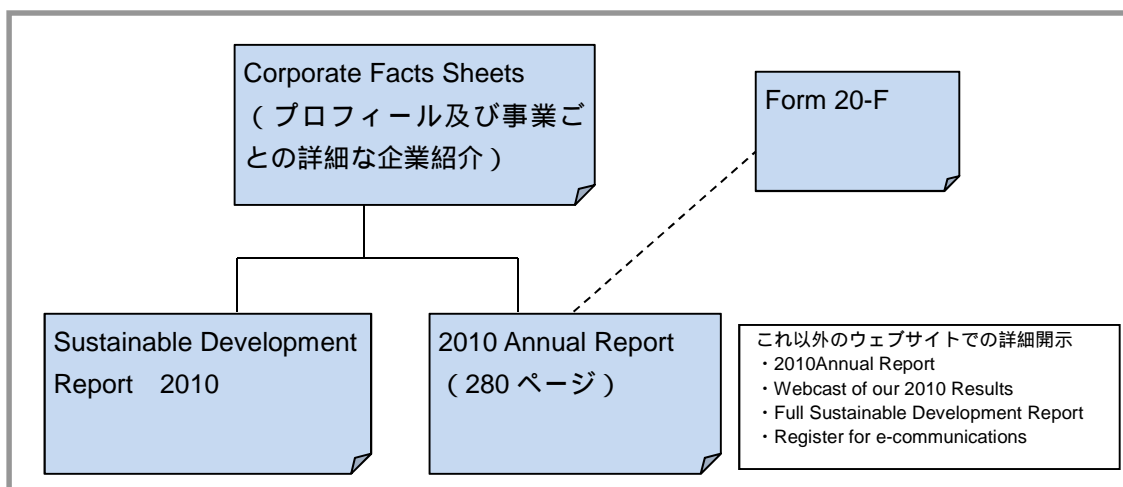 Corporate Facts Sheets
（プロフィール及び事業ご
との詳細な企業紹介）
Form 20-F
Sustainable Development
Report　2010
2010 Annual Report
（280 ページ）
これ以外のウェブサイトでの詳細開示
・2010Annual Report
・Webcast of our 2010 Results
・Full Sustainable Development Report
・Register for e-communications